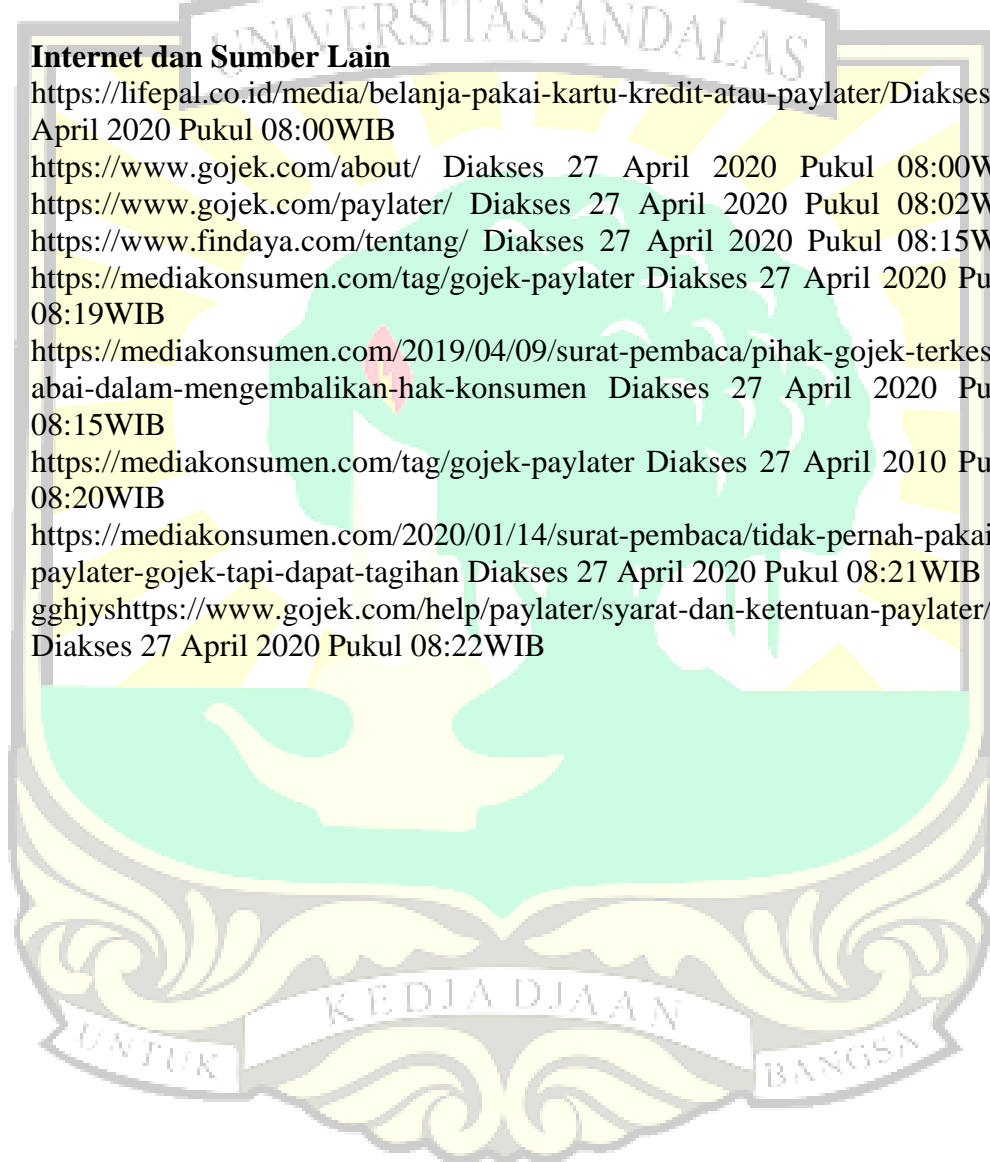 UNIVERSITAS ANDALAS
Internet dan Sumber Lain
https://lifepal.co.id/media/belanja-pakai-kartu-kredit-atau-paylater/Diakses
April 2020 Pukul 08:00WIB
https://www.gojek.com/about/ Diakses 27 April 2020 Pukul 08:00W
https://www.gojek.com/paylater/ Diakses 27 April 2020 Pukul 08:02W
https://www.findaya.com/tentang/ Diakses 27 April 2020 Pukul 08:15W
https://mediakonsumen.com/tag/gojek-paylater Diakses 27 April 2020 Pu
08:19WIB
https://mediakonsumen.com/2019/04/09/surat-pembaca/pihak-gojek-terkes
abai-dalam-mengembalikan-hak-konsumen Diakses 27 April 2020 Pu
08:15WIB
https://mediakonsumen.com/tag/gojek-paylater Diakses 27 April 2010 Pu
08:20WIB
https://mediakonsumen.com/2020/01/14/surat-pembaca/tidak-pernah-pakai
paylater-gojek-tapi-dapat-tagihan Diakses 27 April 2020 Pukul 08:21WIB
gghjyshttps://www.gojek.com/help/paylater/syarat-dan-ketentuan-paylater/
Diakses 27 April 2020 Pukul 08:22WIB
UNTUK KEDJADJAAN BANGSA